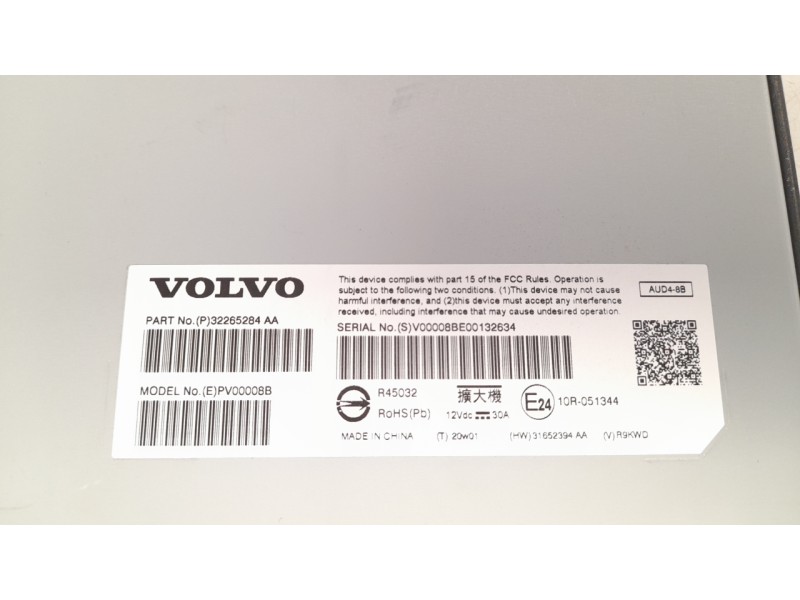 VOLVO
This device complies with part 15 of the FCC Rules. Operation is
subject to the following two conditions. (1)This device may not cause
harmful interference, and (2)this device must accept any interference
received, including interference that may cause undesired operation.
AUD4-8B
PART No.(P)32265284 AA
SERIAL No.(S)V00008BE00132634
MODEL No.(E)PV00008B
R45032
RoHS(Pb)
擴大機
12Vdc 30A
E24
10R-051344
MADE IN CHINA
(T) 20w01
(HW)31652394 AA
(V)R9KWD